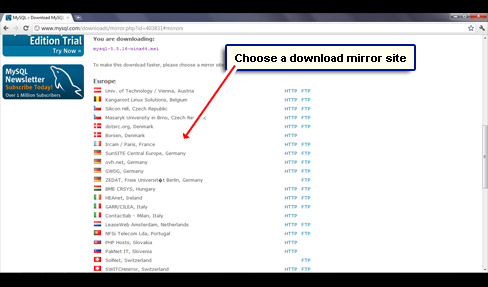 MySQL :: Download MySQL...
www.mysql.com/downloads/mirror.php?id=403831#mirrors
Edition Trial
Try Now »
MySQL
Newsletter
Subscribe Today!
Over 1 Million Subscribers
You are downloading:
mysql-5.5.16-winx64.msi
To make this download faster, please choose a mirror site
Choose a download mirror site
Europe
Univ. of Technology / Vienna, Austria HTTP FTP
Kangaroot Linux Solutions, Belgium HTTP FTP
Silicon Hill, Czech Republic HTTP FTP
Masaryk University in Brno, Czech Republic HTTP FTP
dotsrc.org, Denmark HTTP FTP
Borsen, Denmark HTTP
Ircam / Paris, France HTTP FTP
SunSITE Central Europe, Germany HTTP FTP
ovh.net, Germany HTTP FTP
GWDG, Germany HTTP FTP
ZEDAT, Freie Universit�t Berlin, Germany FTP
BME CRSYS, Hungary HTTP FTP
HEAnet, Ireland HTTP FTP
GARR/CILEA, Italy HTTP FTP
Contactlab - Milan, Italy HTTP
LeaseWeb Amsterdam, Netherlands HTTP FTP
NFSi Telecom Lda, Portugal HTTP FTP
PHP Hosts, Slovakia HTTP
PakNet IT, Slovenia HTTP
SolNet, Switzerland FTP
SWITCHmirror, Switzerland HTTP FTP